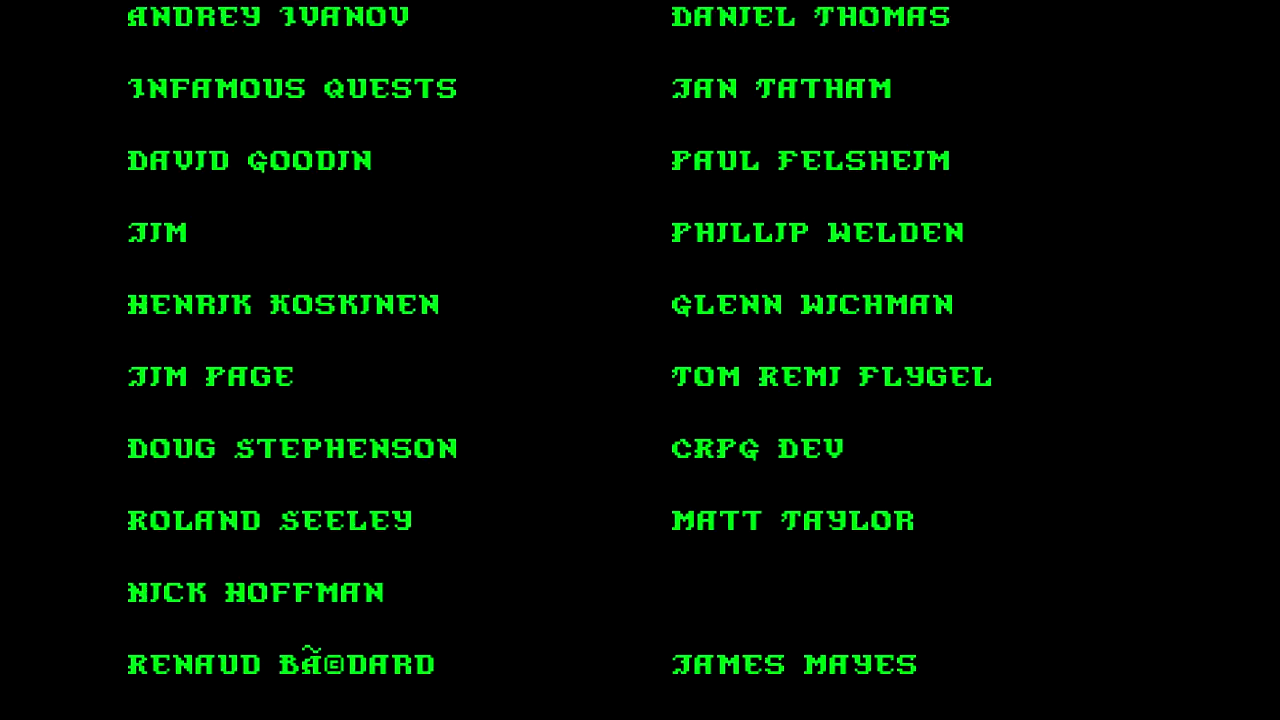 ANDREY IVANOV
DANIEL THOMAS
INFAMOUS QUESTS
JAN TATHAM
DAVID GOODIN
PAUL FELSHEIM
JIM
PHILLIP WELDEN
HENRIK KOSKINEN
GLENN WICHMAN
JIM PAGE
TOM REMI FLYGEL
DOUG STEPHENSON
CRPG DEV
ROLAND SEELEY
MATT TAYLOR
NICK HOFFMAN
RENAUD BÃ©DARD
JAMES MAYES